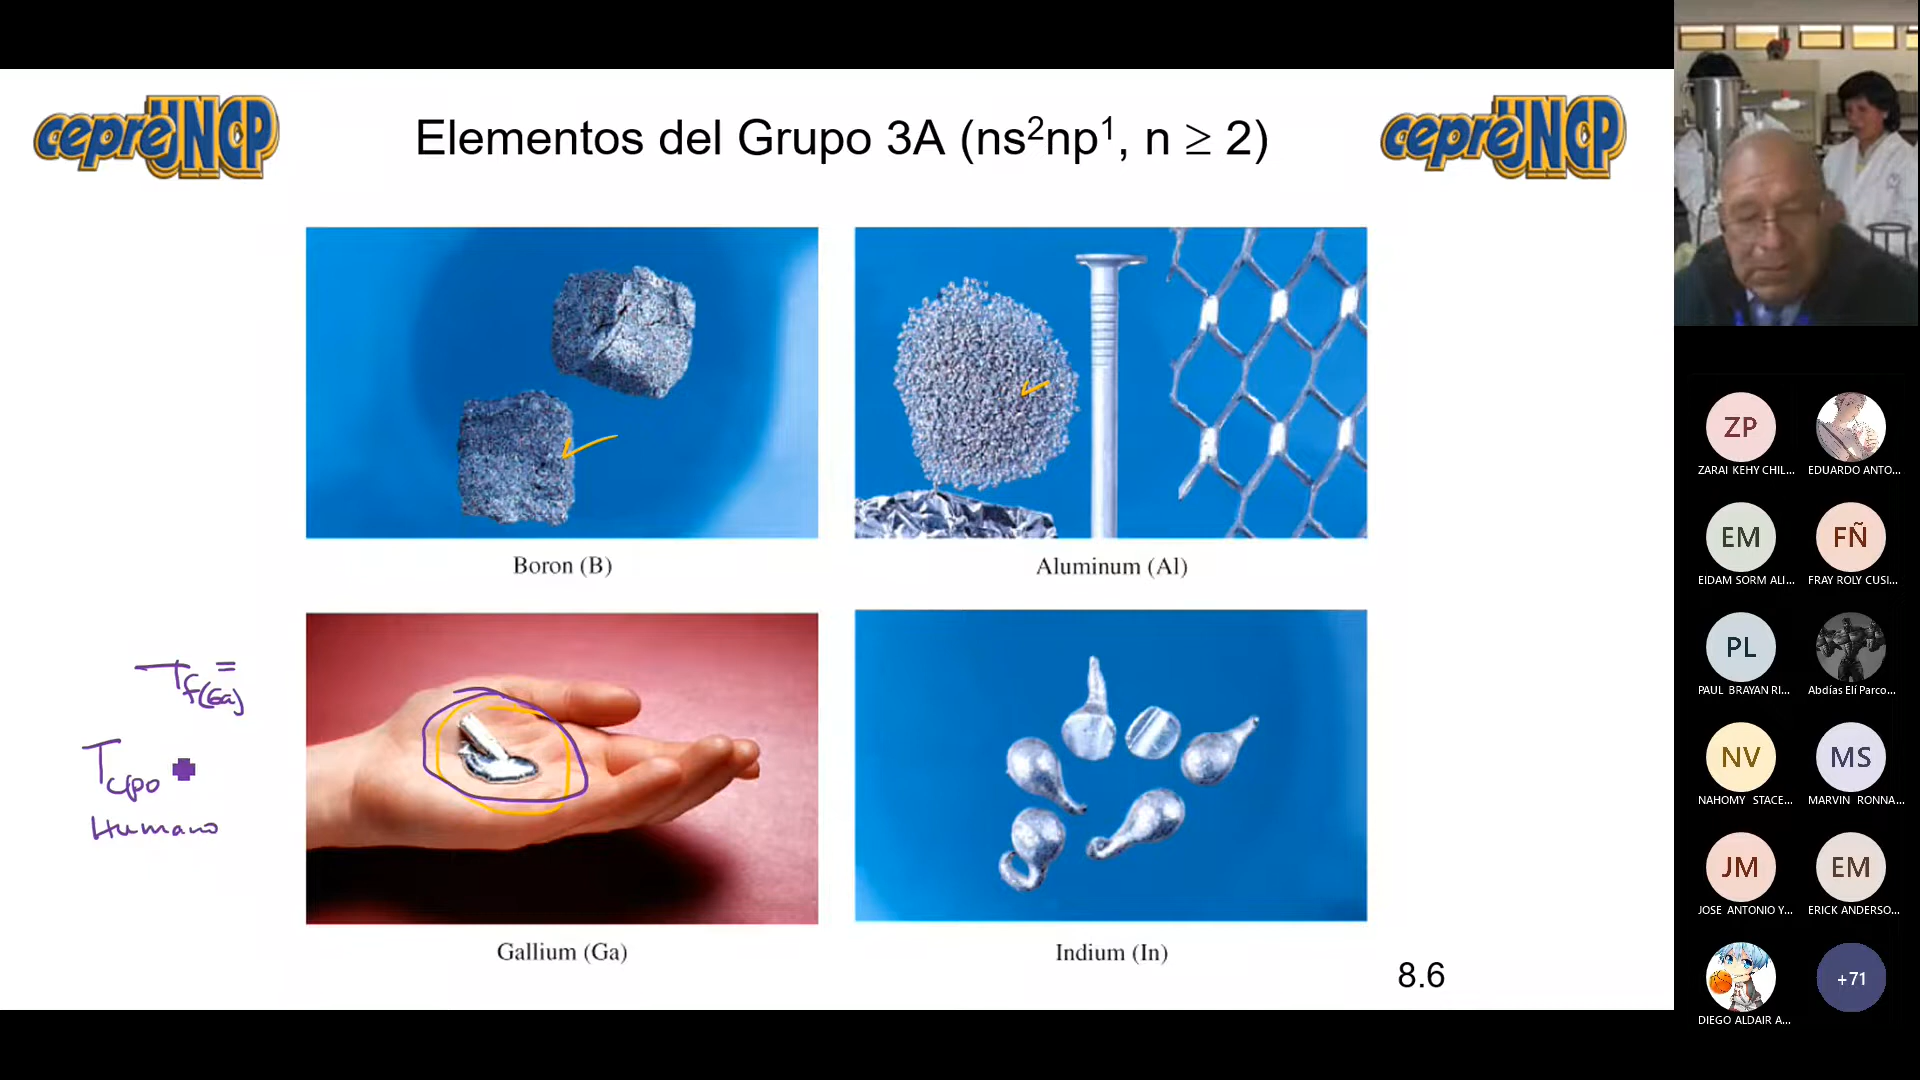 cepreUNCP
Elementos del Grupo 3A (ns²np¹, n ≥ 2)
cepreUNCP
Boron (B)
Aluminum (Al)
Tf(Ga) =
Tcpo
Humano
Gallium (Ga)
Indium (In)
8.6
ZP
ZARAI KEHY CHIL...
EDUARDO ANTO...
EM
EIDAM SORM ALI...
FÑ
FRAY ROLY CUSI...
PL
PAUL BRAYAN RI...
Abdías Elí Parco...
NV
NAHOMY STACE...
MS
MARVIN RONNA...
JM
JOSE ANTONIO Y...
EM
ERICK ANDERSO...
DIEGO ALDAIR A...
+71